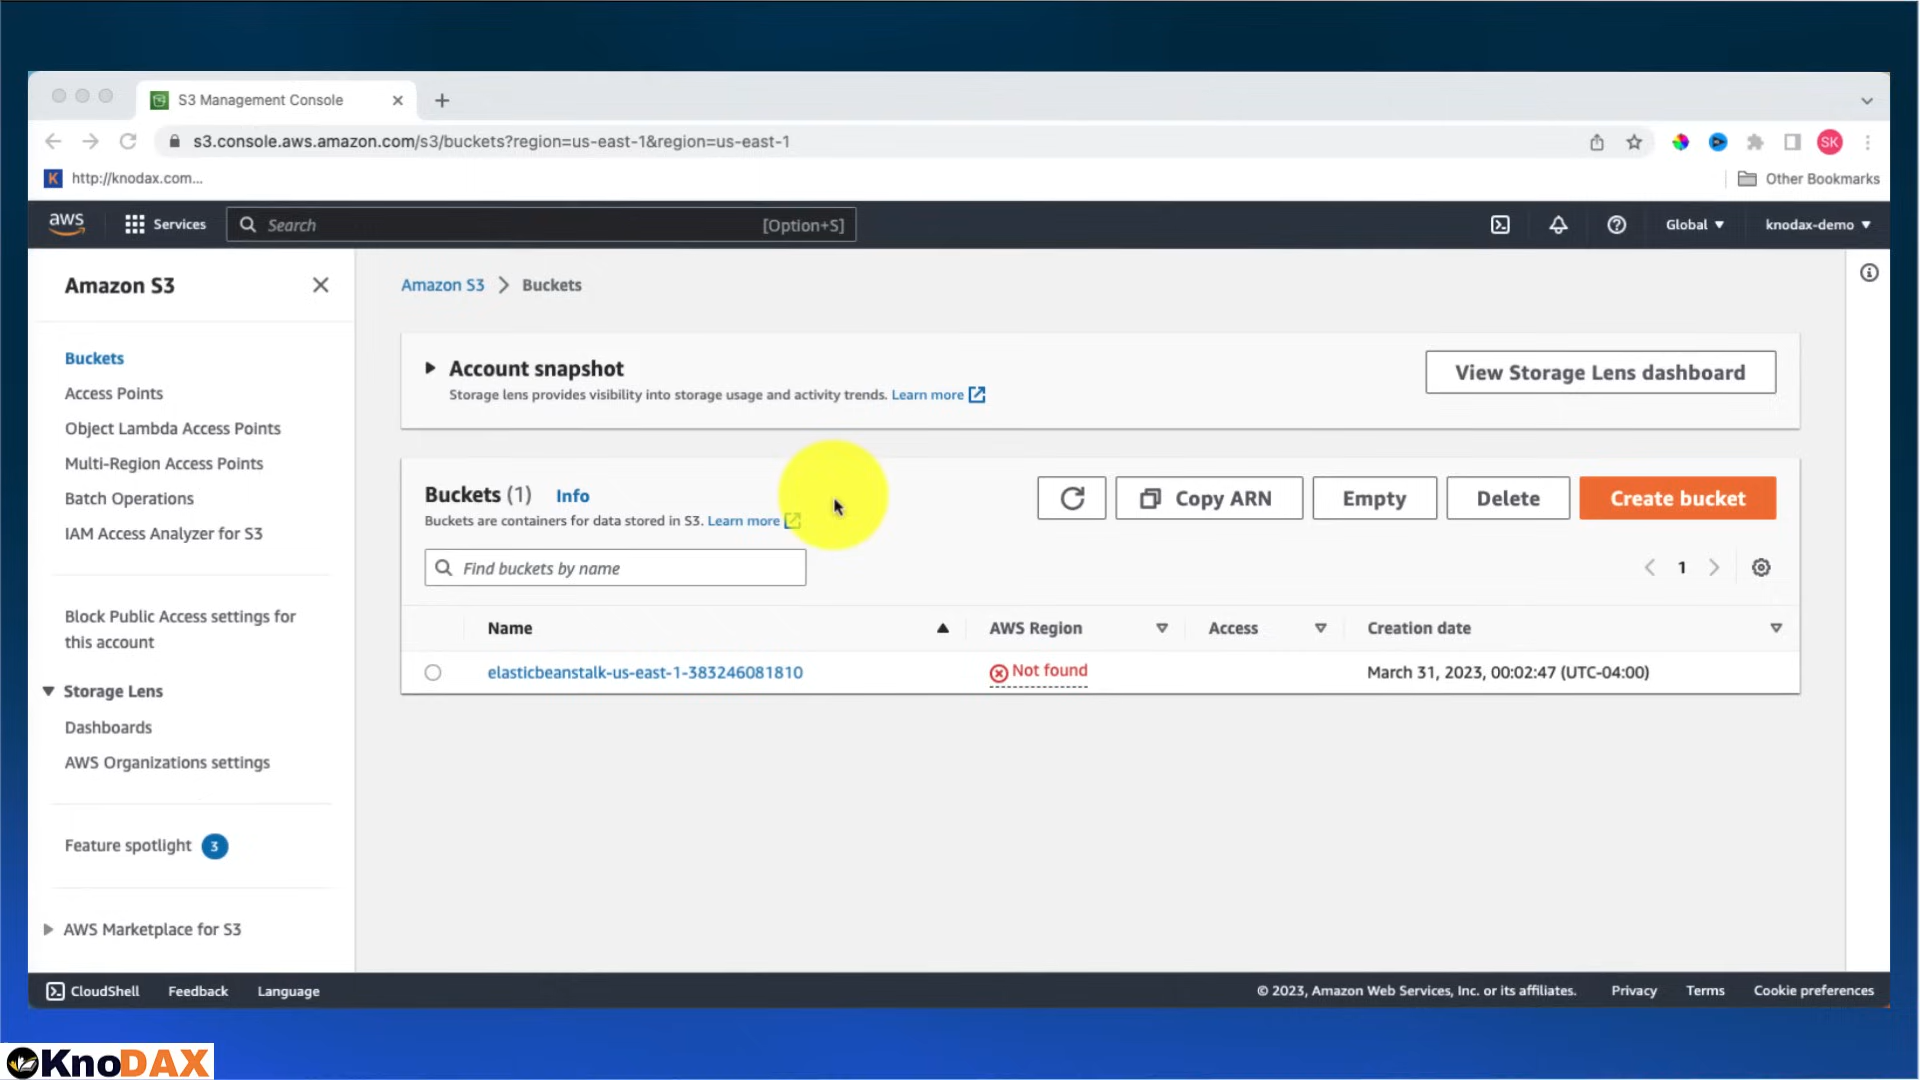 S3 Management Console
s3.console.aws.amazon.com/s3/buckets?region=us-east-1&region=us-east-1
SK
K http://knodax.com...
Other Bookmarks
aws Services Search [Option+S] Global knodax-demo
Amazon S3
Buckets
Access Points
Object Lambda Access Points
Multi-Region Access Points
Batch Operations
IAM Access Analyzer for S3
Block Public Access settings for
this account
Storage Lens
Dashboards
AWS Organizations settings
Feature spotlight 3
AWS Marketplace for S3
Amazon S3 > Buckets
Account snapshot
Storage lens provides visibility into storage usage and activity trends. Learn more
View Storage Lens dashboard
Buckets (1) Info
Buckets are containers for data stored in S3. Learn more
Copy ARN Empty Delete Create bucket
Find buckets by name
1
Name AWS Region Access Creation date
elasticbeanstalk-us-east-1-383246081810 Not found March 31, 2023, 00:02:47 (UTC-04:00)
CloudShell Feedback Language © 2023, Amazon Web Services, Inc. or its affiliates. Privacy Terms Cookie preferences
KnoDAX